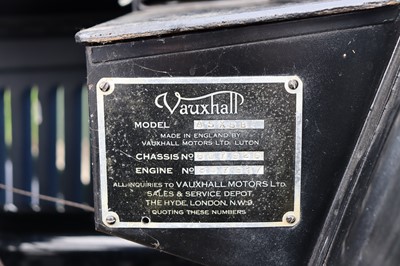 Vauxhall
MODEL
MADE IN ENGLAND BY
VAUXHALL MOTORS LTD: LUTON
CHASSIS NO
ENGINE NO
ALL INQUIRIES TO VAUXHALL MOTORS LTD.
SALES & SERVICE DEPOT,
THE HYDE, LONDON, N.W.9.
QUOTING THESE NUMBERS